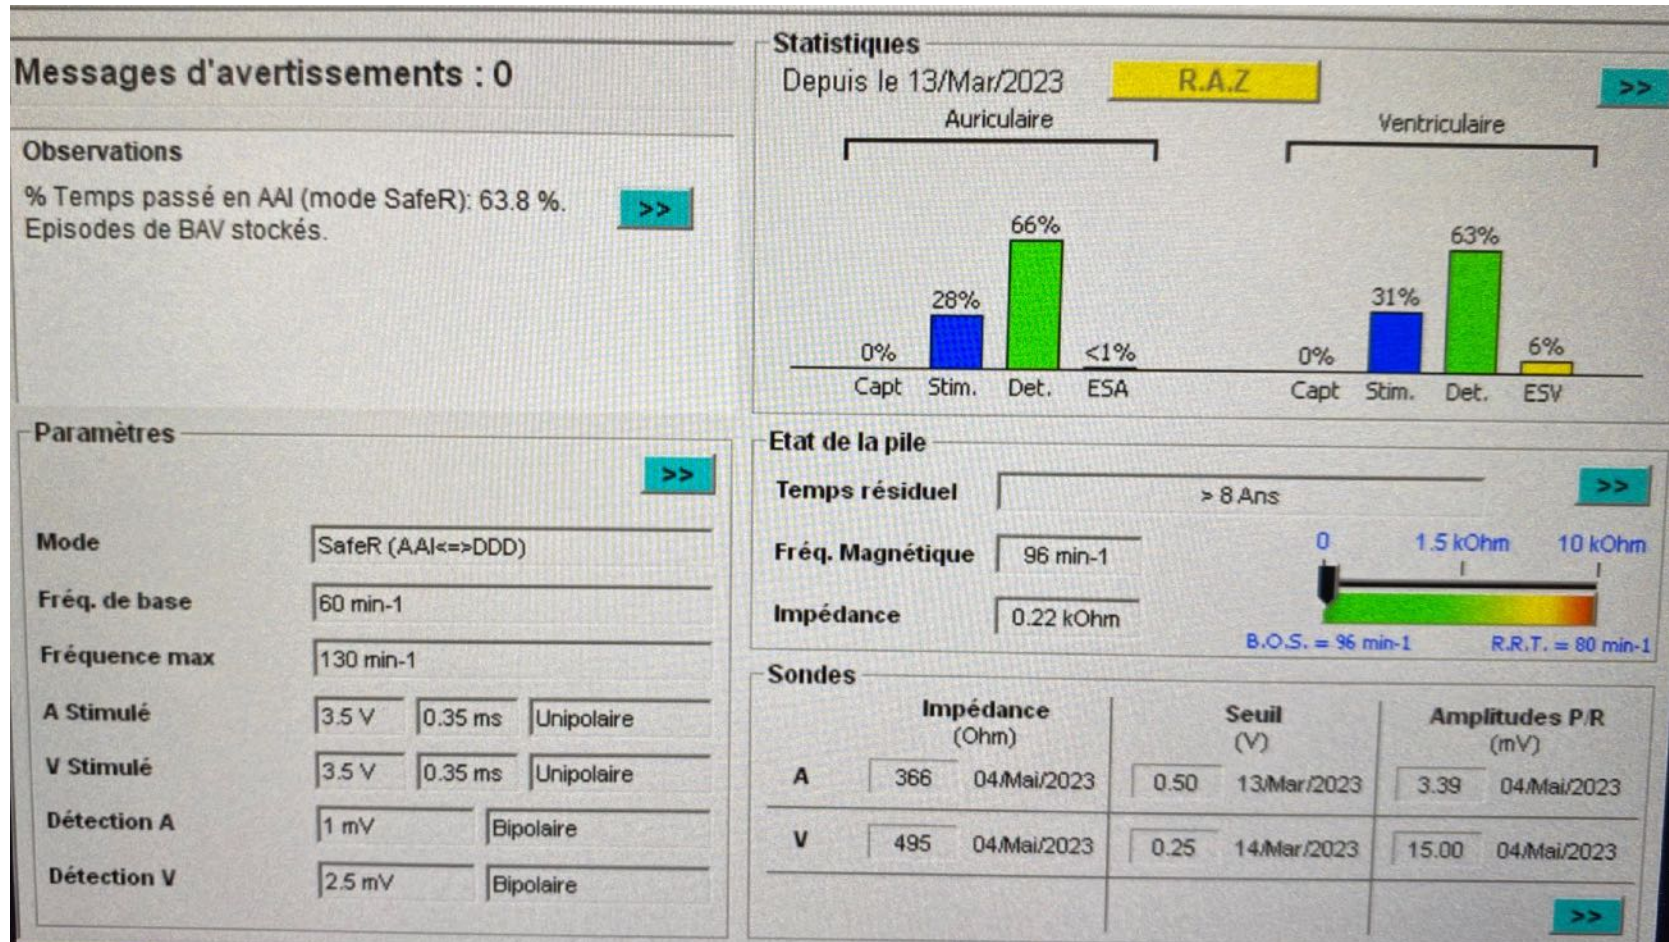 Messages d'avertissements : 0
Observations
% Temps passé en AAI (mode SafeR): 63.8 %.
>>
Episodes de BAV stockés.
Paramètres
>>
Mode
SafeR (AAI<=>DDD)
Fréq. de base
60 min-1
Fréquence max
130 min-1
A Stimulé
3.5 V
0.35 ms
Unipolaire
V Stimulé
3.5 V
0.35 ms
Unipolaire
Détection A
1 mV
Bipolaire
Détection V
2.5 mV
Bipolaire
Statistiques
Depuis le 13/Mar/2023
R.A.Z
>>
Auriculaire
Ventriculaire
0%
28%
66%
<1%
Capt
Stim.
Det.
ESA
0%
31%
63%
6%
Capt
Stim.
Det.
ESV
Etat de la pile
Temps résiduel
> 8 Ans
>>
Fréq. Magnétique
96 min-1
Impédance
0.22 kOhm
0
1.5 kOhm
10 kOhm
B.O.S. = 96 min-1
R.R.T. = 80 min-1
Sondes
Impédance
(Ohm)
Seuil
(V)
Amplitudes P/R
(mV)
A
366
04/Mai/2023
0.50
13/Mar/2023
3.39
04/Mai/2023
V
495
04/Mai/2023
0.25
14/Mar/2023
15.00
04/Mai/2023
>>